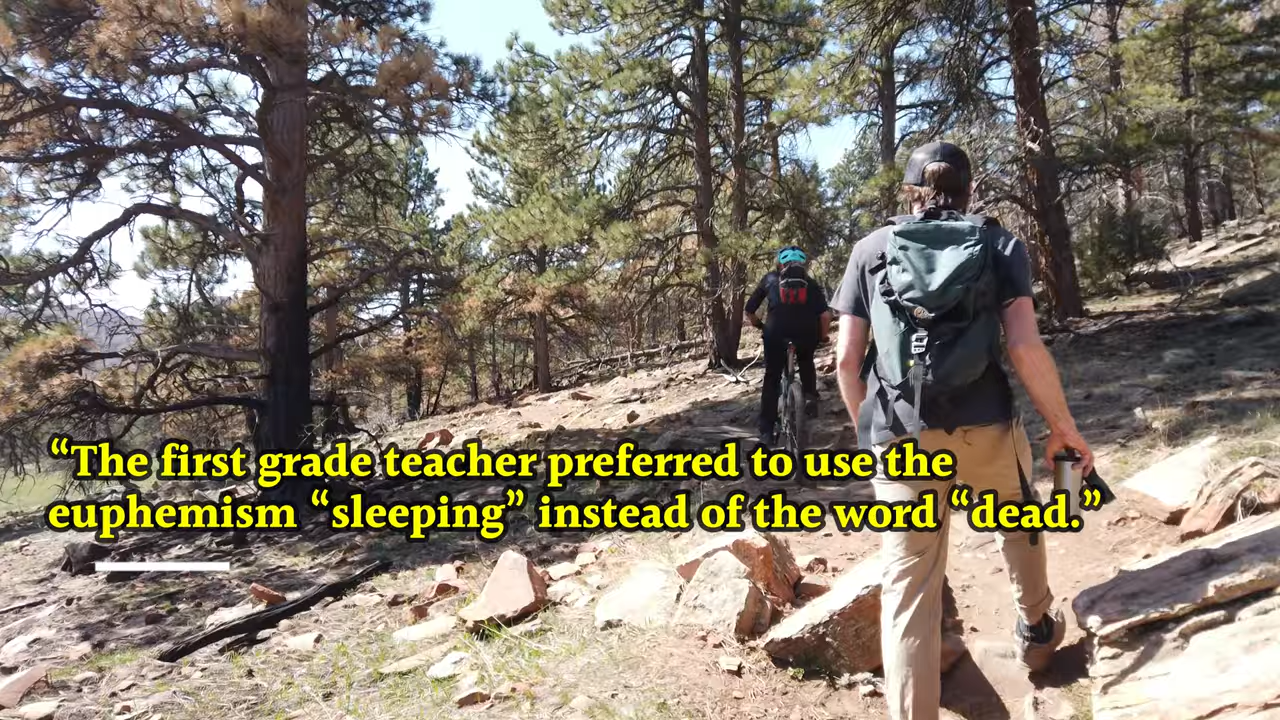 “The first grade teacher preferred to use the
euphemism “sleeping” instead of the word “dead.”